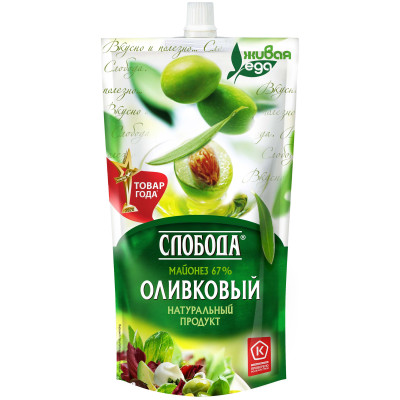 Вкусно и полезно...
живая
еда
ТОВАР
ГОДА
СЛОБОДА®
МАЙОНЕЗ 67%
ОЛИВКОВЫЙ
НАТУРАЛЬНЫЙ
ПРОДУКТ
К